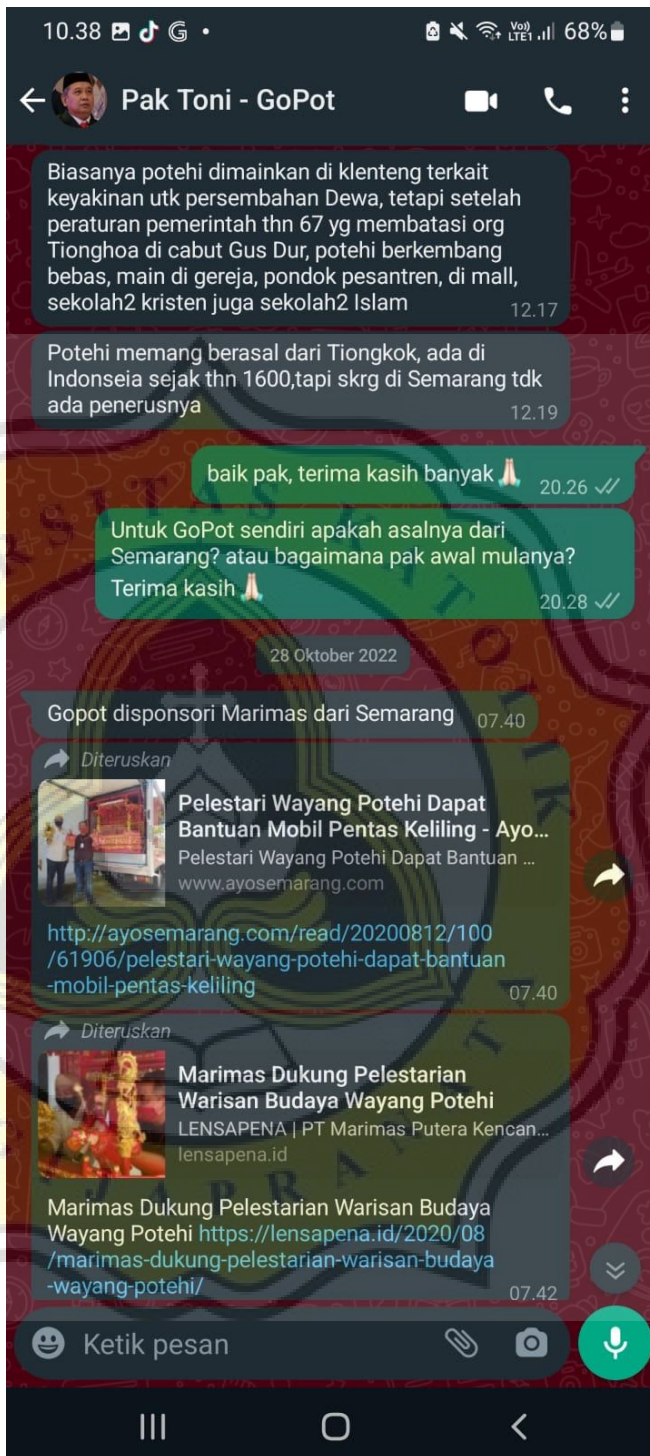 10.38
Vo))
LTE1
68%
Pak Toni - GoPot
Biasanya potehi dimainkan di klenteng terkait
keyakinan utk persembahan Dewa, tetapi setelah
peraturan pemerintah thn 67 yg membatasi org
Tionghoa di cabut Gus Dur, potehi berkembang
bebas, main di gereja, pondok pesantren, di mall,
sekolah2 kristen juga sekolah2 Islam
12.17
Potehi memang berasal dari Tiongkok, ada di
Indonseia sejak thn 1600,tapi skrg di Semarang tdk
ada penerusnya
12.19
baik pak, terima kasih banyak 🙏🏻
20.26
Untuk GoPot sendiri apakah asalnya dari
Semarang? atau bagaimana pak awal mulanya?
Terima kasih 🙏🏻
20.28
28 Oktober 2022
Gopot disponsori Marimas dari Semarang
07.40
Diteruskan
Pelestari Wayang Potehi Dapat
Bantuan Mobil Pentas Keliling - Ayo...
Pelestari Wayang Potehi Dapat Bantuan ...
www.ayosemarang.com
http://ayosemarang.com/read/20200812/100
/61906/pelestari-wayang-potehi-dapat-bantuan
-mobil-pentas-keliling
07.40
Diteruskan
Marimas Dukung Pelestarian
Warisan Budaya Wayang Potehi
LENSAPENA | PT Marimas Putera Kencan...
lensapena.id
Marimas Dukung Pelestarian Warisan Budaya
Wayang Potehi https://lensapena.id/2020/08
/marimas-dukung-pelestarian-warisan-budaya
-wayang-potehi/
07.42
Ketik pesan